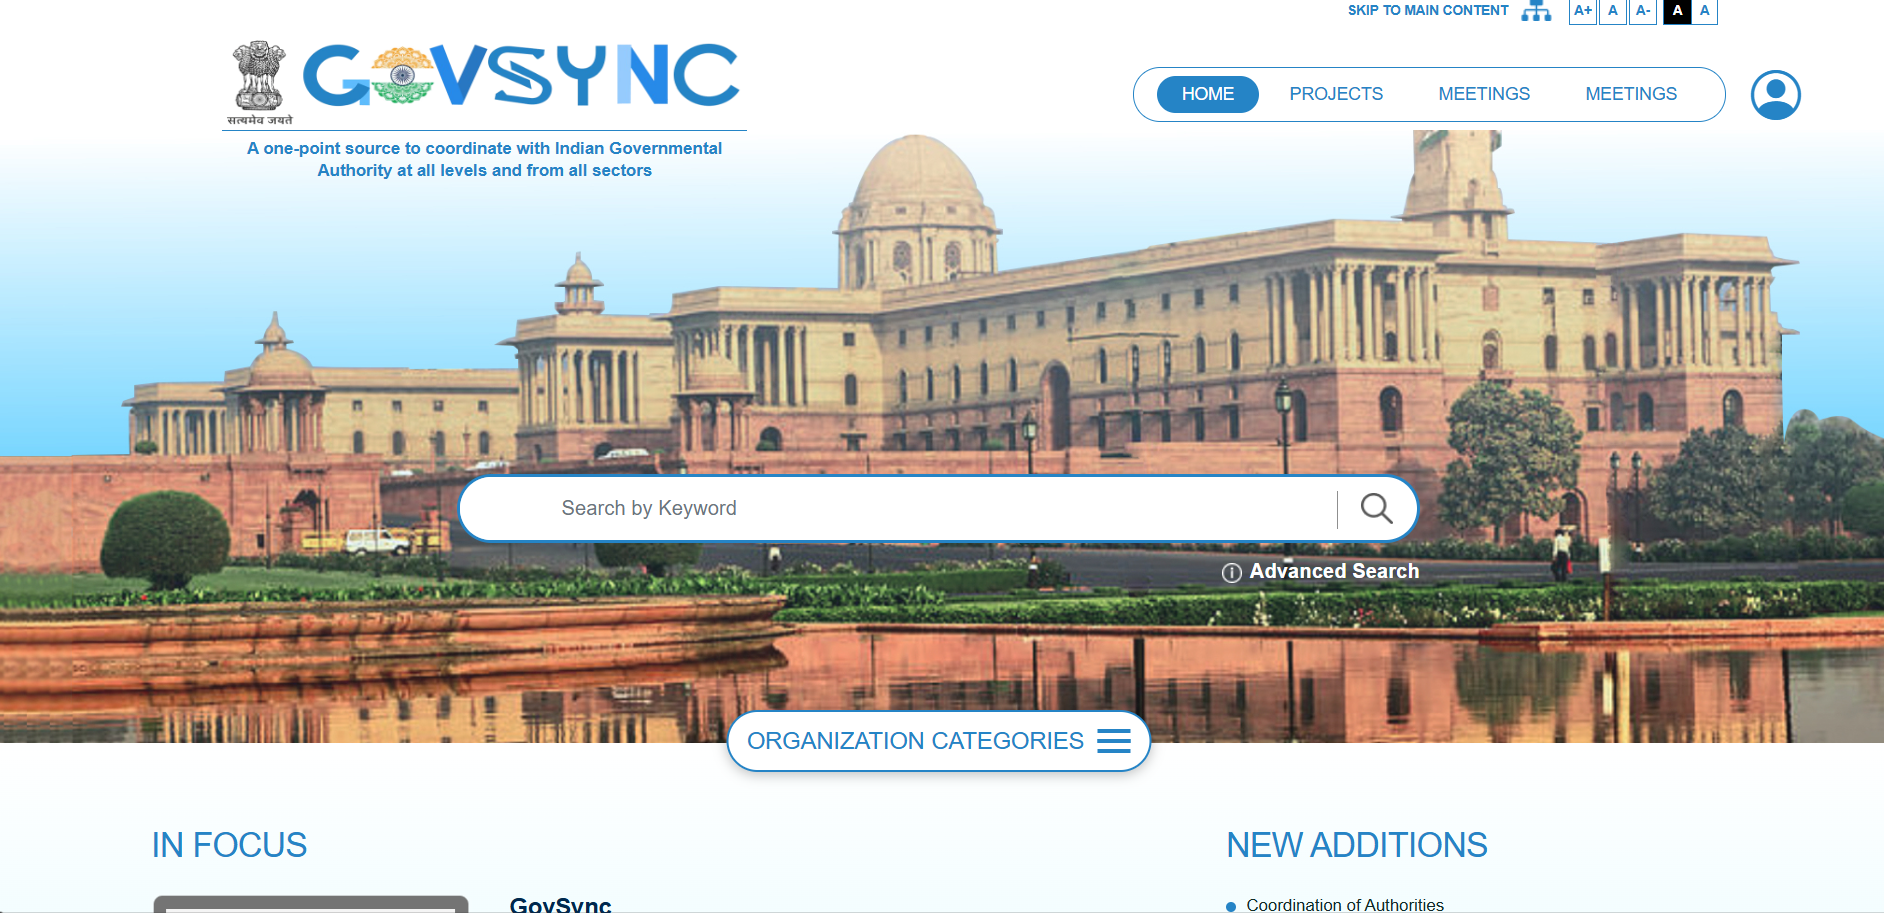 SKIP TO MAIN CONTENT A+ A A- A A
GOVSYNC
सत्यमेव जयते
HOME PROJECTS MEETINGS MEETINGS
A one-point source to coordinate with Indian Governmental
Authority at all levels and from all sectors
Search by Keyword
Advanced Search
ORGANIZATION CATEGORIES
IN FOCUS
NEW ADDITIONS
GovSync
Coordination of Authorities